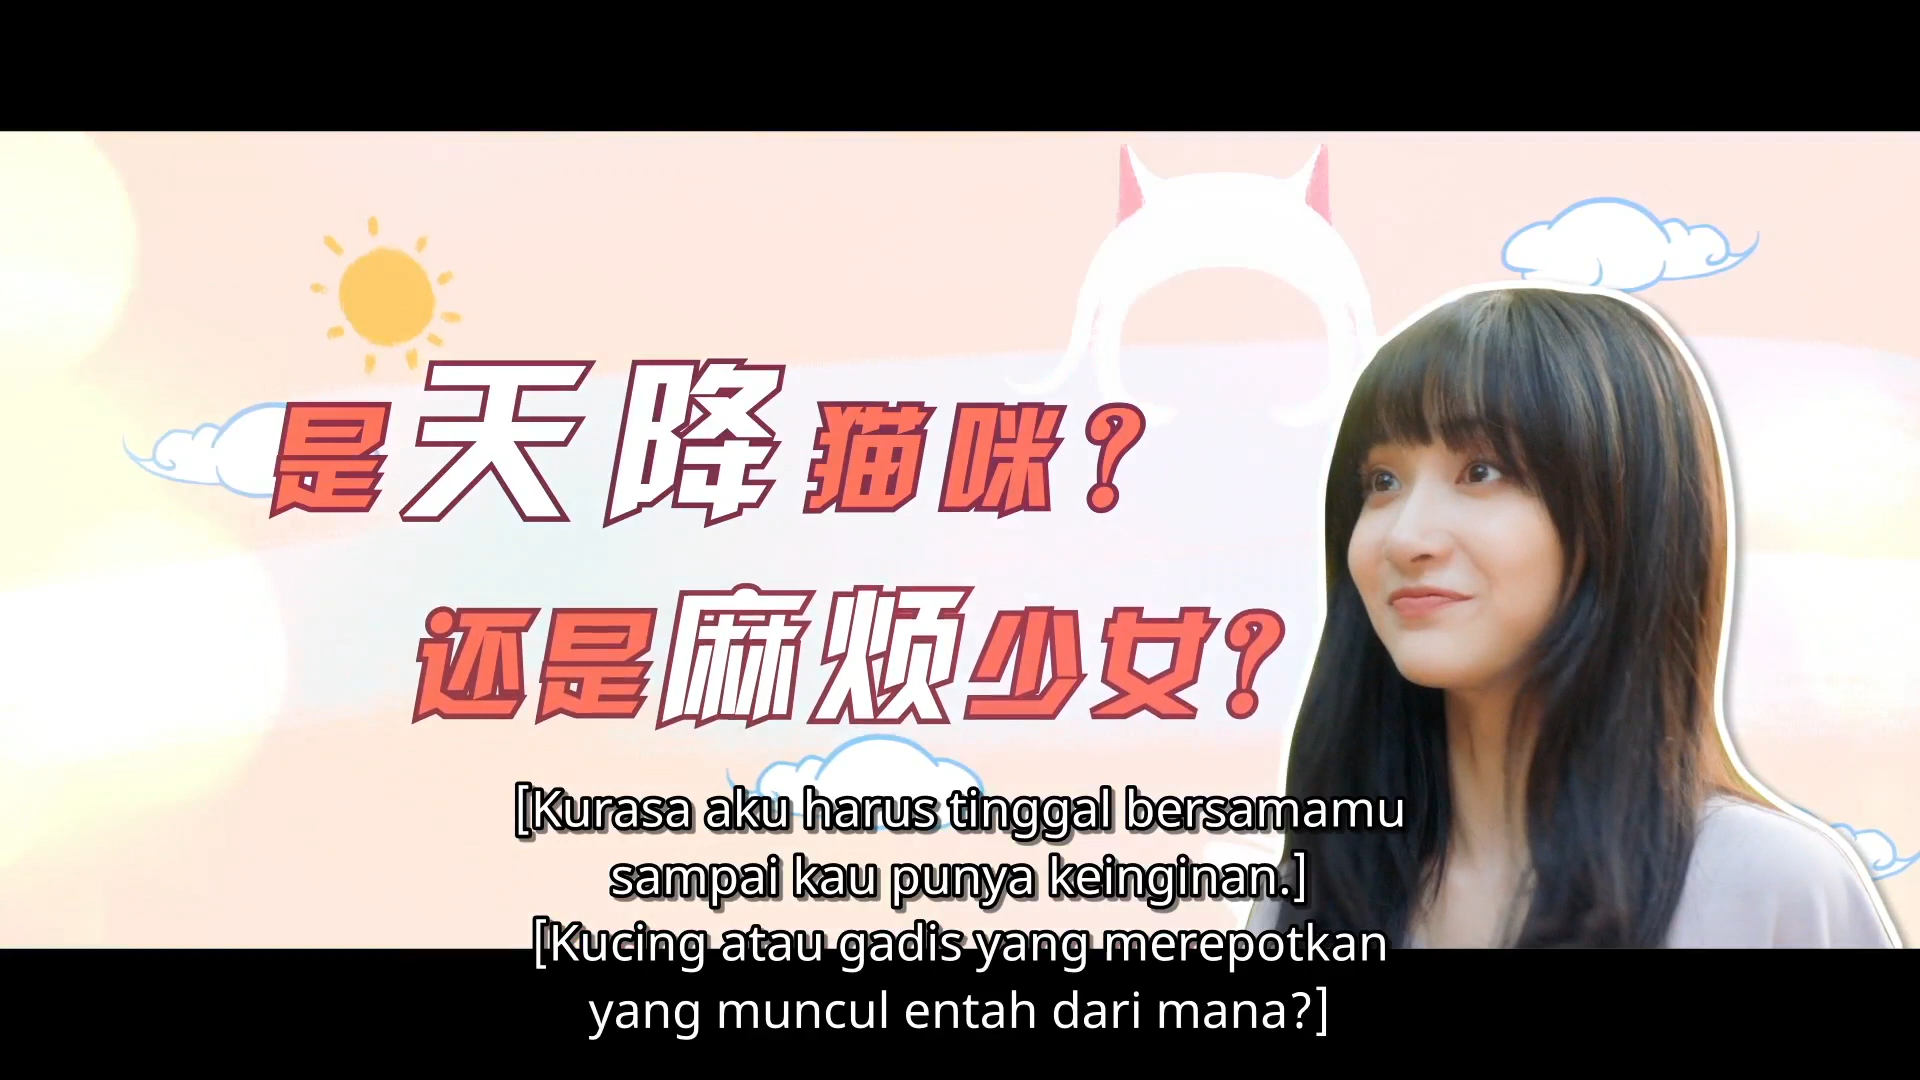 是天降猫咪？
还是麻烦少女？
[Kurasa aku harus tinggal bersamamu
sampai kau punya keinginan.]
[Kucing atau gadis yang merepotkan
yang muncul entah dari mana?]